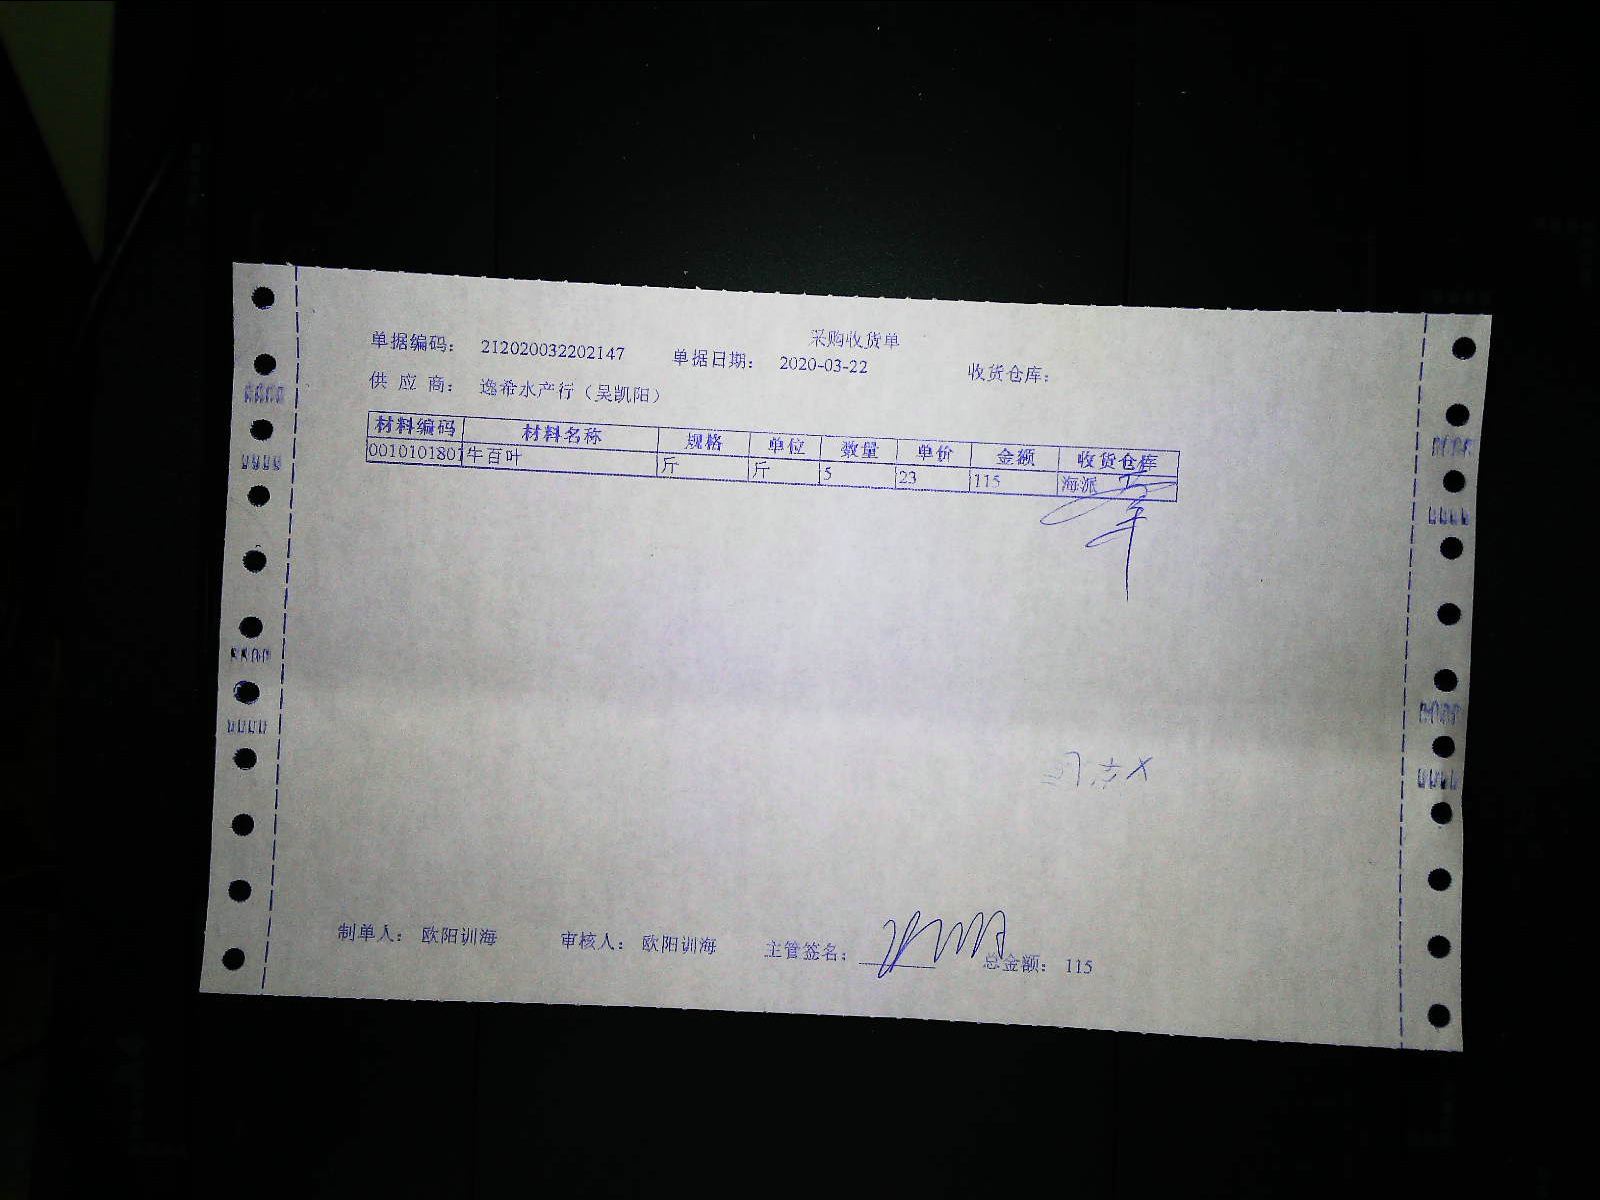 采购收货单
单据编码： 212020032202147 单据日期： 2020-03-22 收货仓库：
供 应 商： 逸希水产行（吴凯阳）
材料编码 材料名称 规格 单位 数量 单价 金额 收货仓库
0010101801 牛百叶 斤 斤 5 23 115 海派
制单人： 欧阳训海 审核人： 欧阳训海 主管签名： 总金额： 115